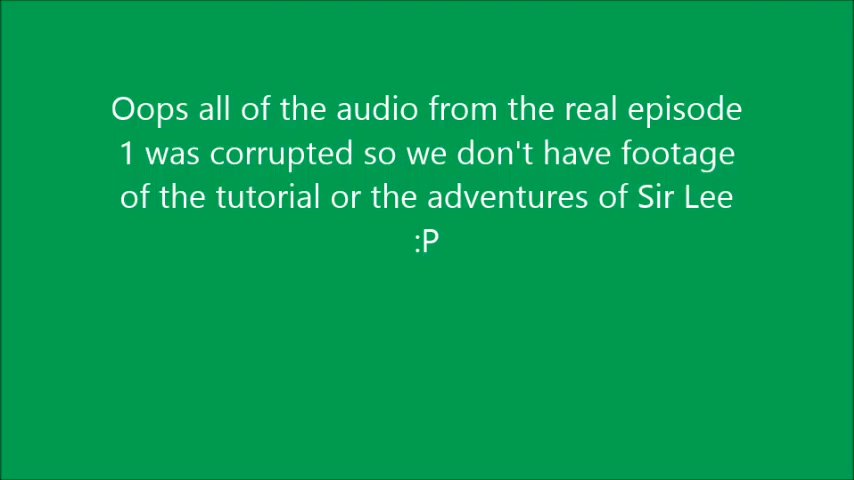 Oops all of the audio from the real episode
1 was corrupted so we don't have footage
of the tutorial or the adventures of Sir Lee
:P